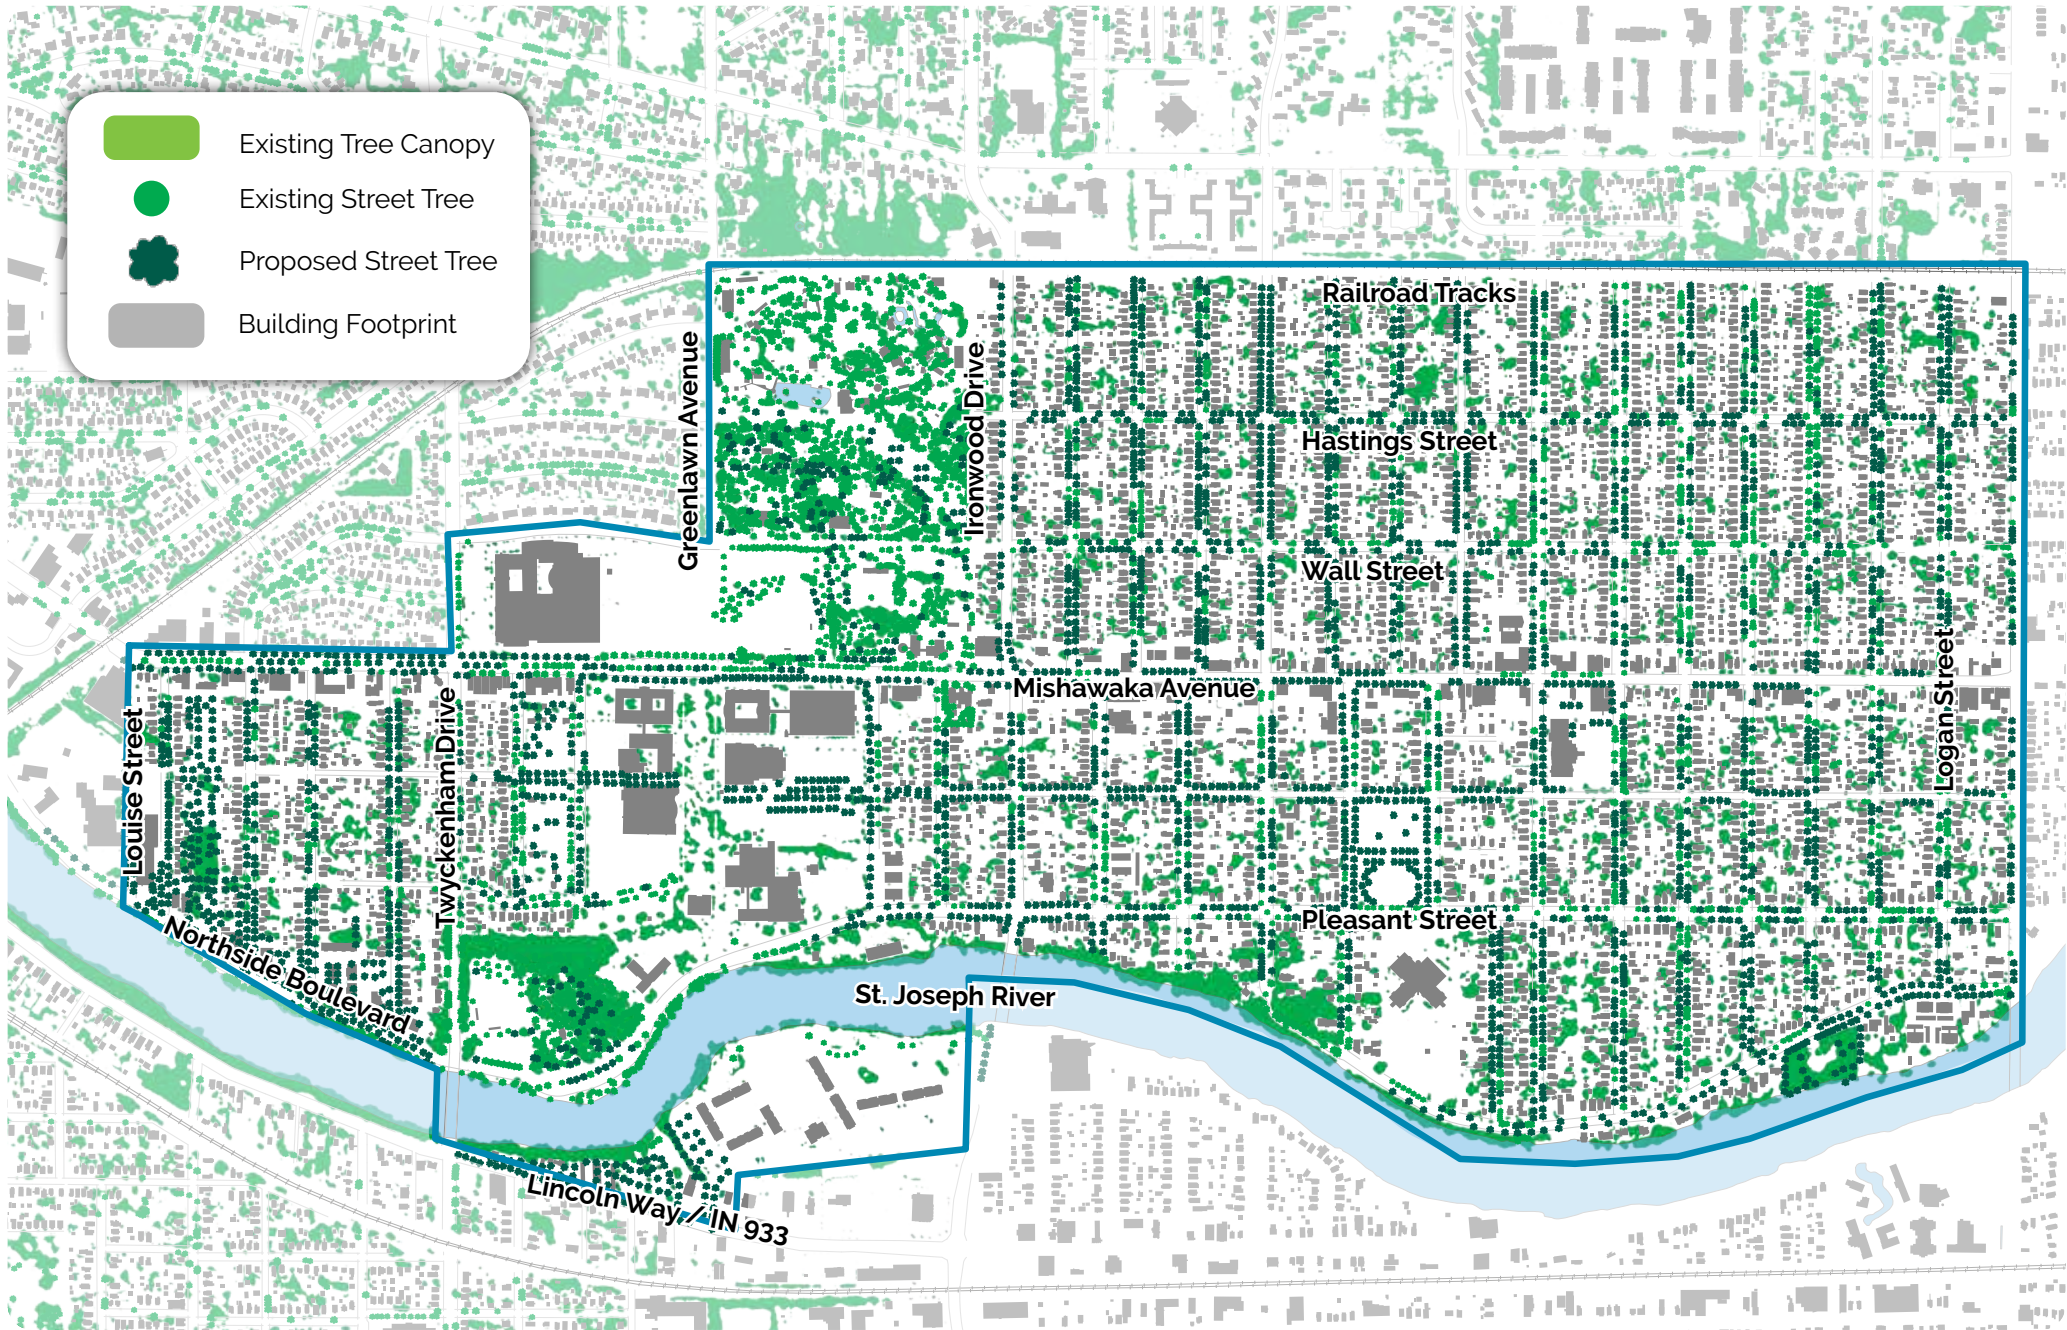 Existing Tree Canopy
Existing Street Tree
Proposed Street Tree
Building Footprint
Railroad Tracks
Greenlawn Avenue
Ironwood Drive
Hastings Street
Wall Street
Mishawaka Avenue
Louise Street
Twyckenham Drive
Logan Street
Pleasant Street
Northside Boulevard
St. Joseph River
Lincoln Way / IN 933